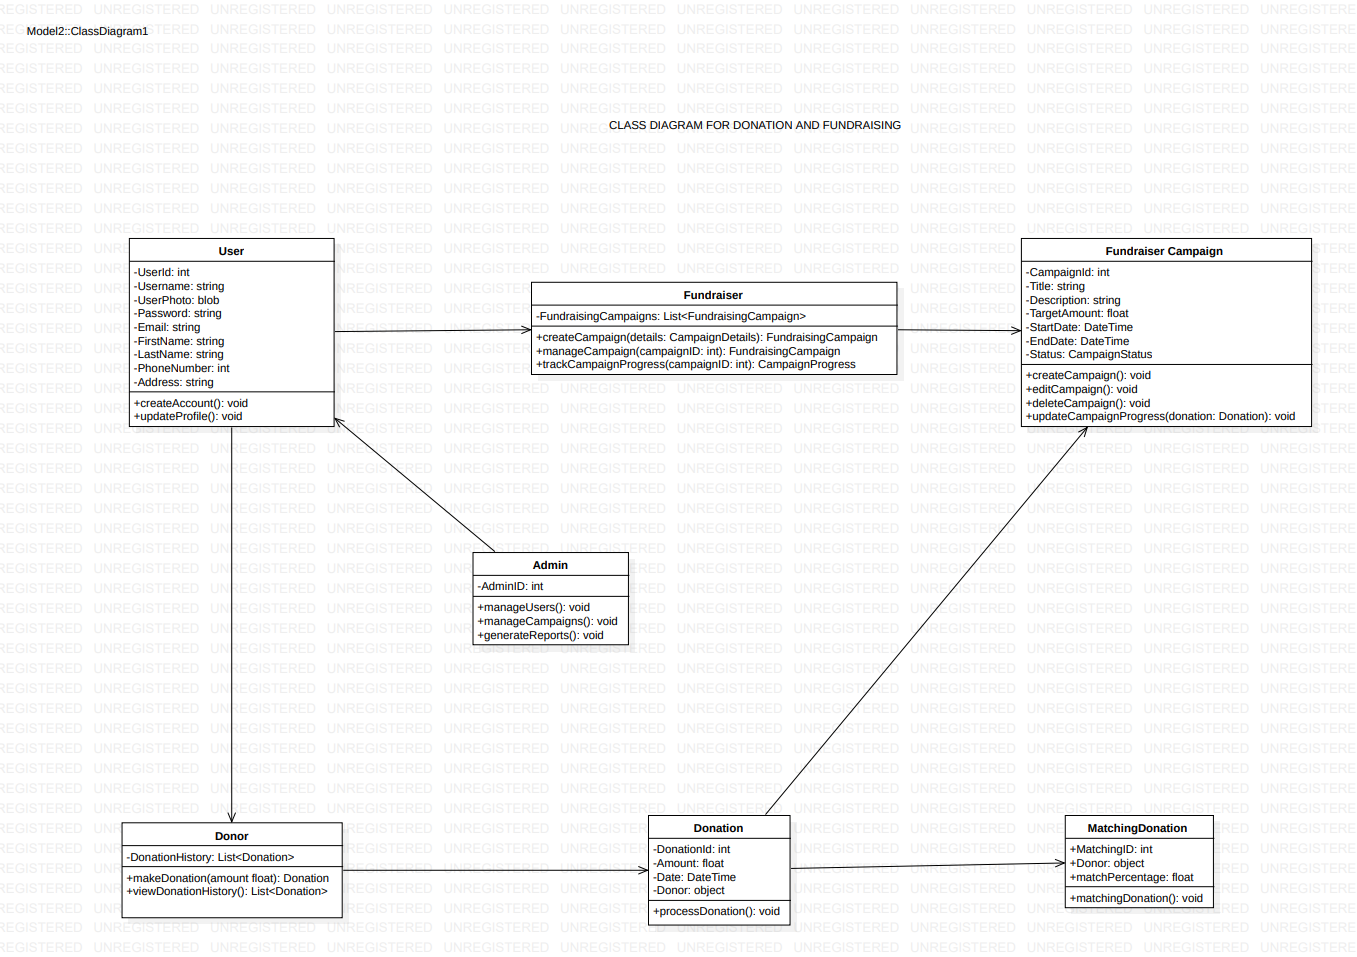 Model2::ClassDiagram1
CLASS DIAGRAM FOR DONATION AND FUNDRAISING
User
-UserId: int
-Username: string
-UserPhoto: blob
-Password: string
-Email: string
-FirstName: string
-LastName: string
-PhoneNumber: int
-Address: string
+createAccount(): void
+updateProfile(): void
Fundraiser
-FundraisingCampaigns: List<FundraisingCampaign>
+createCampaign(details: CampaignDetails): FundraisingCampaign
+manageCampaign(campaignID: int): FundraisingCampaign
+trackCampaignProgress(campaignID: int): CampaignProgress
Fundraiser Campaign
-CampaignId: int
-Title: string
-Description: string
-TargetAmount: float
-StartDate: DateTime
-EndDate: DateTime
-Status: CampaignStatus
+createCampaign(): void
+editCampaign(): void
+deleteCampaign(): void
+updateCampaignProgress(donation: Donation): void
Admin
-AdminID: int
+manageUsers(): void
+manageCampaigns(): void
+generateReports(): void
Donor
-DonationHistory: List<Donation>
+makeDonation(amount float): Donation
+viewDonationHistory(): List<Donation>
Donation
-DonationId: int
-Amount: float
-Date: DateTime
-Donor: object
+processDonation(): void
MatchingDonation
+MatchingID: int
+Donor: object
+matchPercentage: float
+matchingDonation(): void
UNREGISTERED